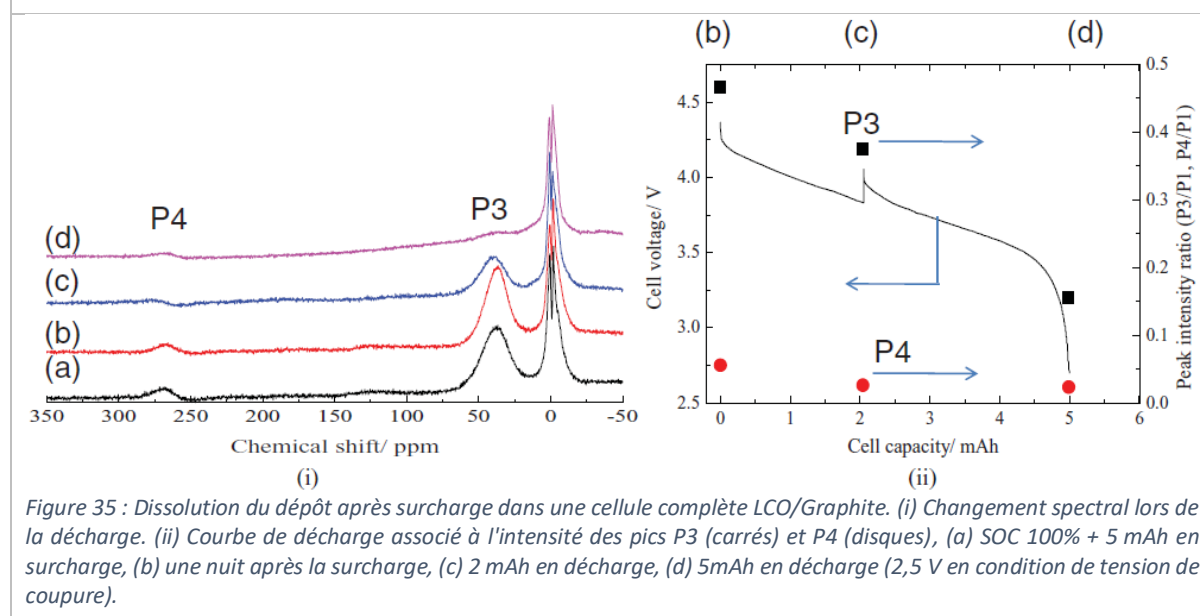 (b) (c) (d)
P4 P3
(d)
(c)
(b)
(a)
350 300 250 200 150 100 50 0 -50
Chemical shift/ ppm
(i)
Cell voltage/ V
4.5
4.0
3.5
3.0
2.5
P3
P4
0.5
0.4
0.3
0.2
0.1
0.0
Peak intensity ratio (P3/P1, P4/P1)
0 1 2 3 4 5 6
Cell capacity/ mAh
(ii)
Figure 35 : Dissolution du dépôt après surcharge dans une cellule complète LCO/Graphite. (i) Changement spectral lors de
la décharge. (ii) Courbe de décharge associé à l'intensité des pics P3 (carrés) et P4 (disques), (a) SOC 100% + 5 mAh en
surcharge, (b) une nuit après la surcharge, (c) 2 mAh en décharge, (d) 5mAh en décharge (2,5 V en condition de tension de
coupure).